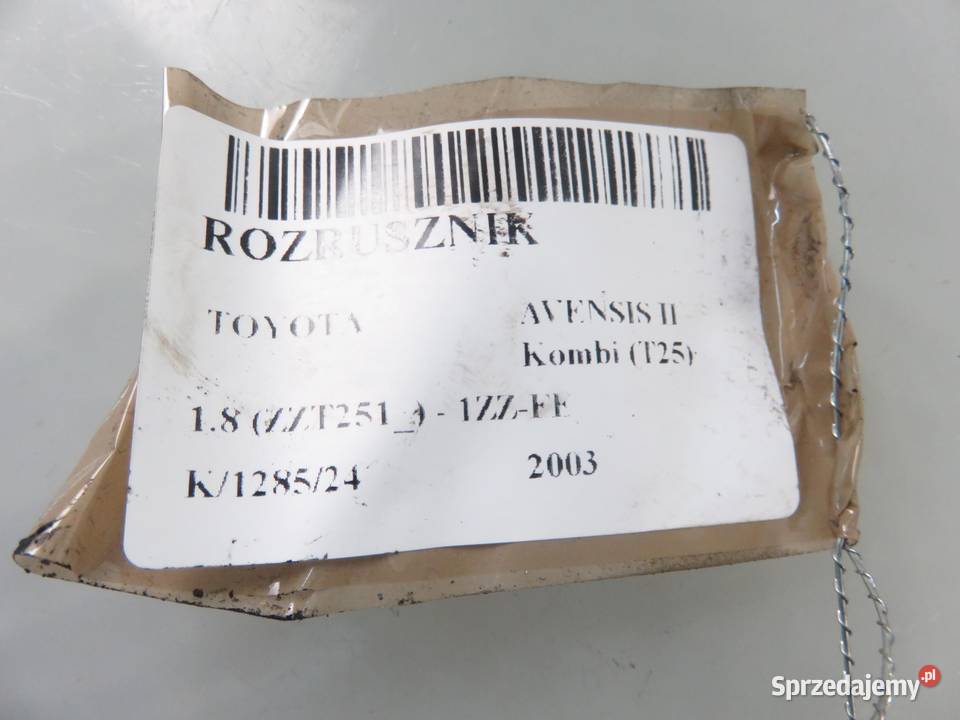 ROZRUSZNIK
TOYOTA AVENSIS II
Kombi (T25)
1.8 (ZZT251_) - 1ZZ-FE
K/1285/24 2003
Sprzedajemy.pl